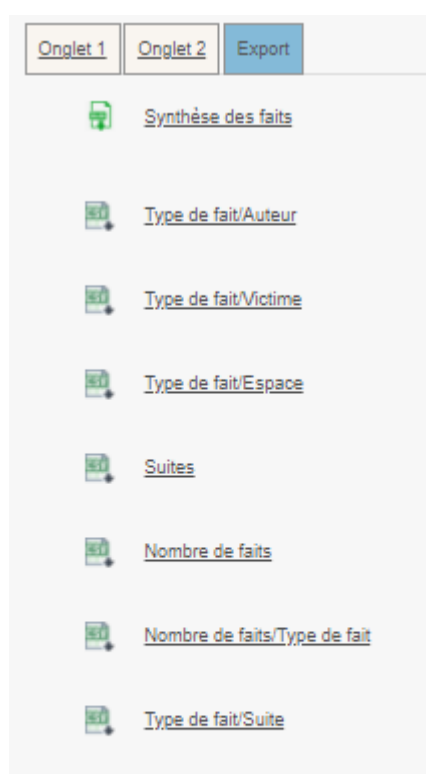 Onglet 1 Onglet 2 Export
Synthèse des faits
Type de fait/Auteur
Type de fait/Victime
Type de fait/Espace
Suites
Nombre de faits
Nombre de faits/Type de fait
Type de fait/Suite